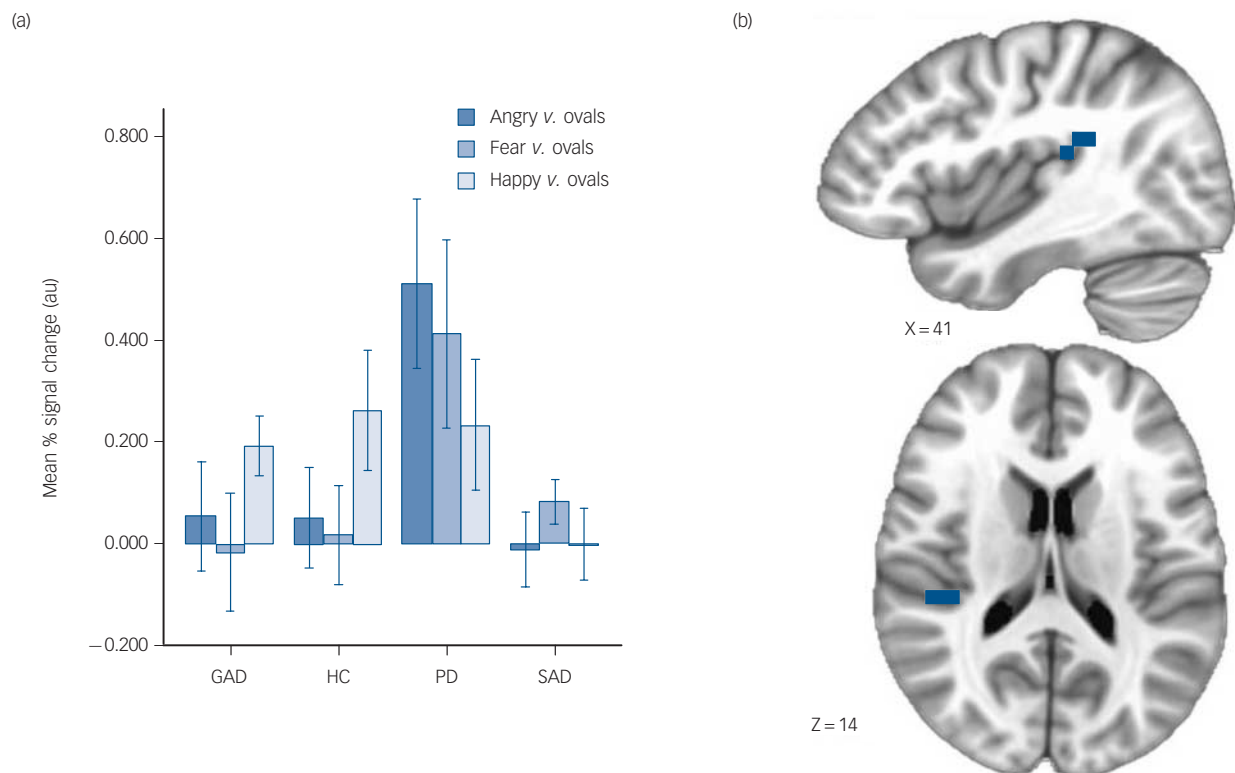 (a)
(b)
Angry v. ovals
Fear v. ovals
Happy v. ovals
Mean % signal change (au)
0.800
0.600
0.400
0.200
0.000
−0.200
GAD HC PD SAD
X = 41
Z = 14